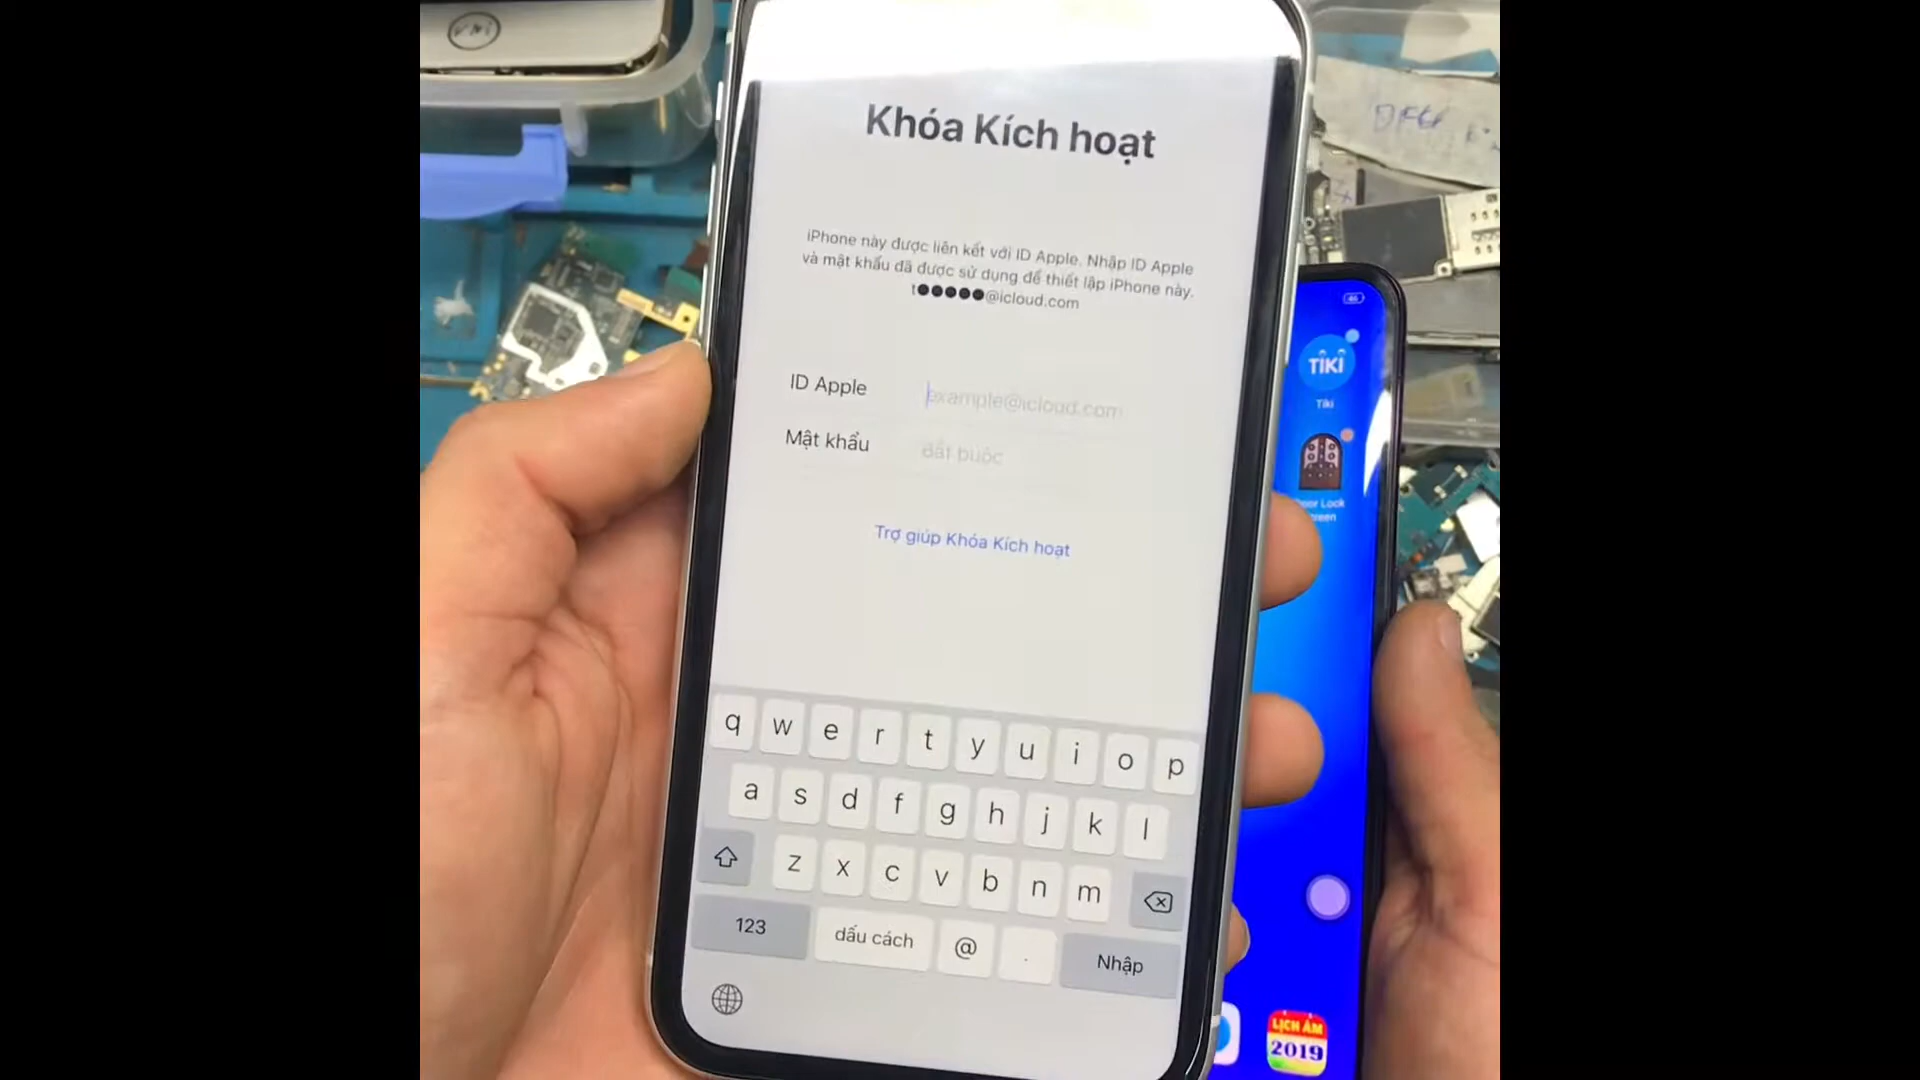 Khóa Kích hoạt
iPhone này được liên kết với ID Apple. Nhập ID Apple
và mật khẩu đã được sử dụng để thiết lập iPhone này.
t●●●●●@icloud.com
ID Apple
example@icloud.com
Mật khẩu
Bắt buộc
Trợ giúp Khóa Kích hoạt
q w e r t y u i o p
a s d f g h j k l
z x c v b n m
123 dấu cách @ . Nhập
TIKI
Tiki
Door Lock
LỊCH ÂM
2019